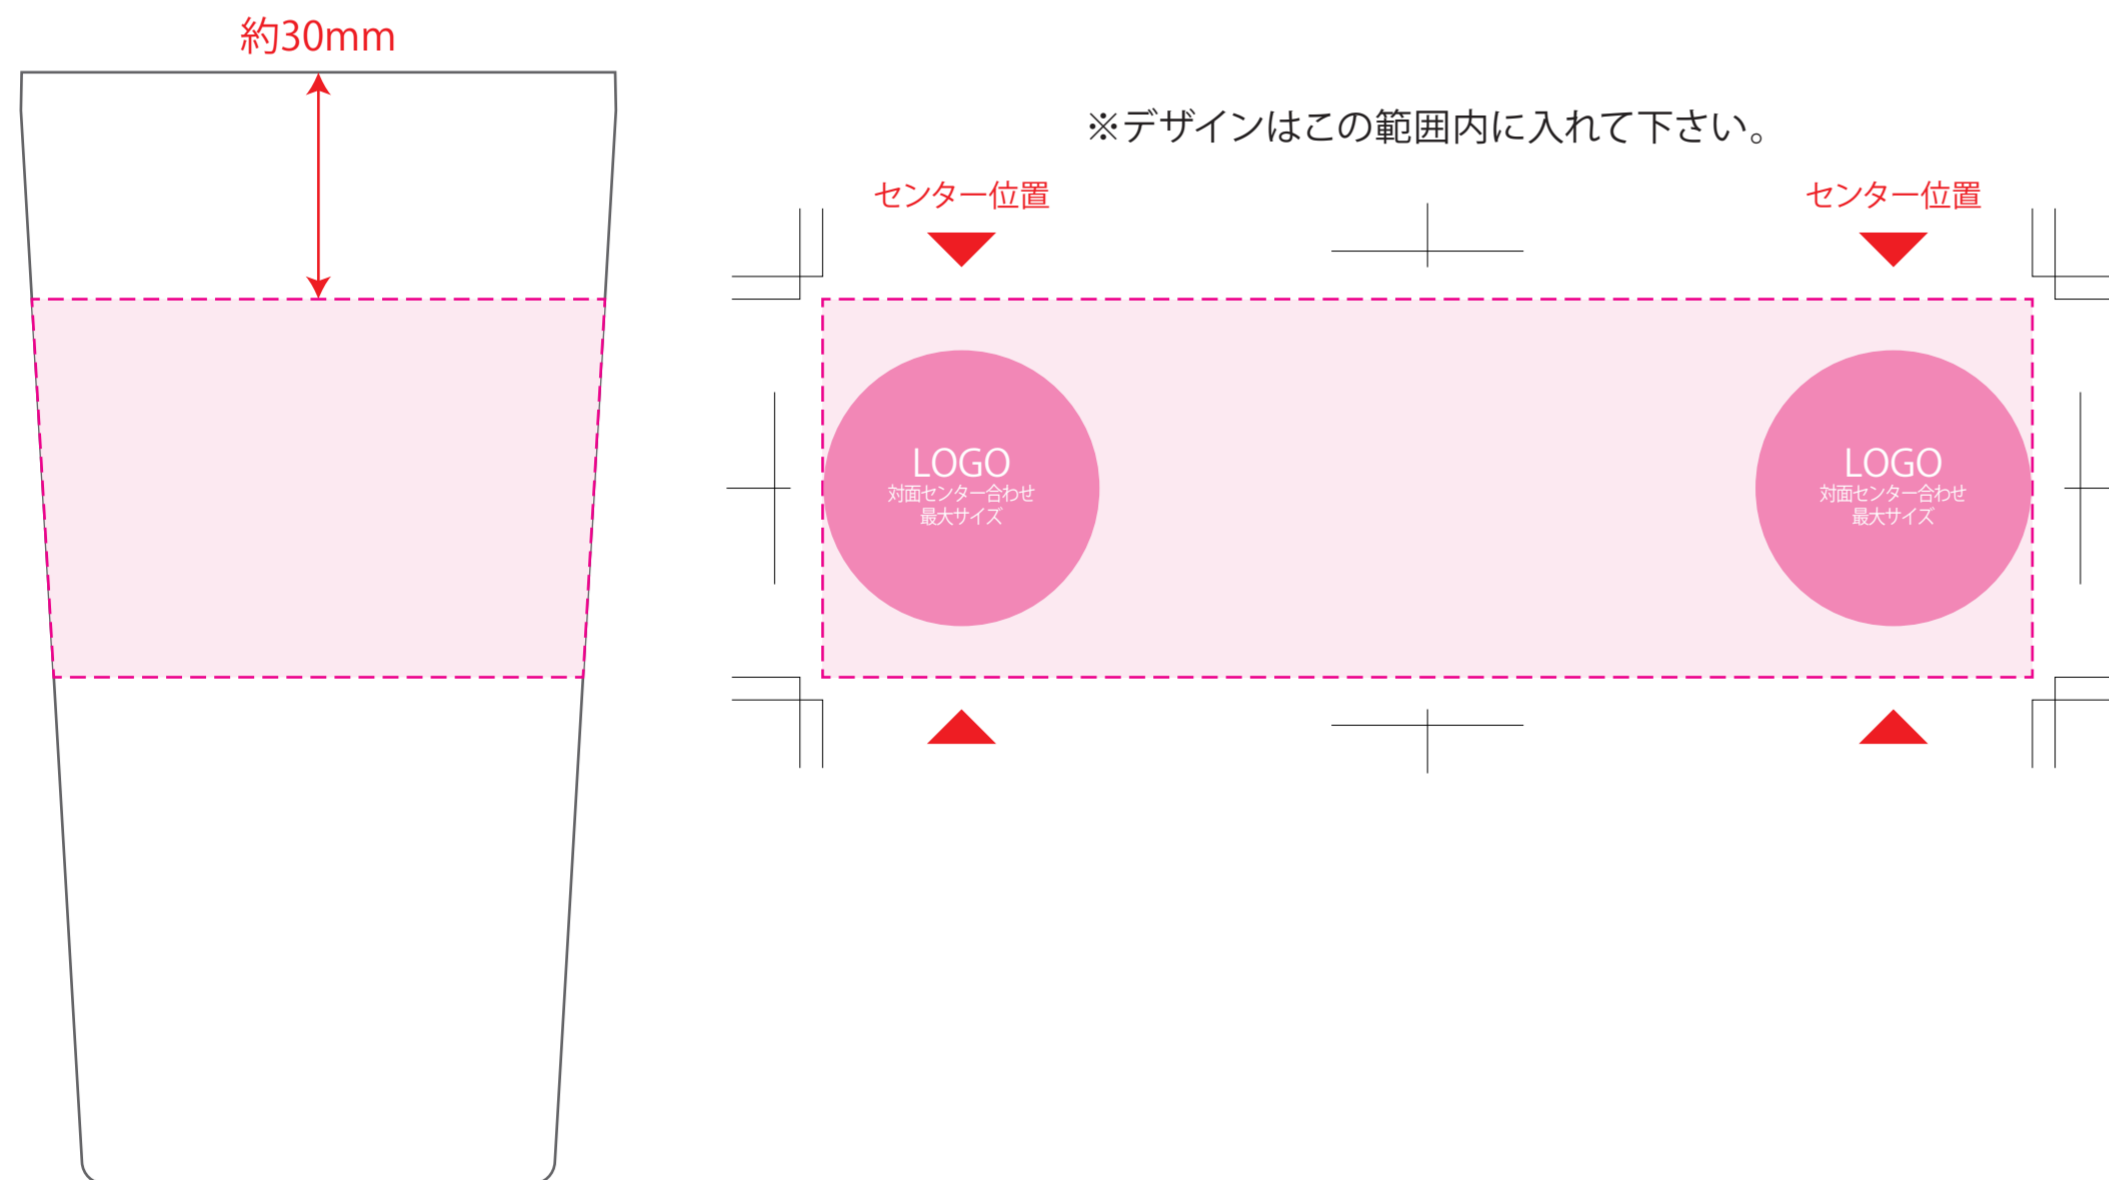 約30mm
※デザインはこの範囲内に入れて下さい。
センター位置
センター位置
LOGO
対面センター合わせ
最大サイズ
LOGO
対面センター合わせ
最大サイズ